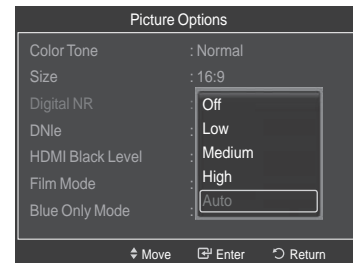 Picture Options
Color Tone : Normal
Size : 16:9
Digital NR :
DNIe :
HDMI Black Level :
Film Mode :
Blue Only Mode :
Off
Low
Medium
High
Auto
Move Enter Return